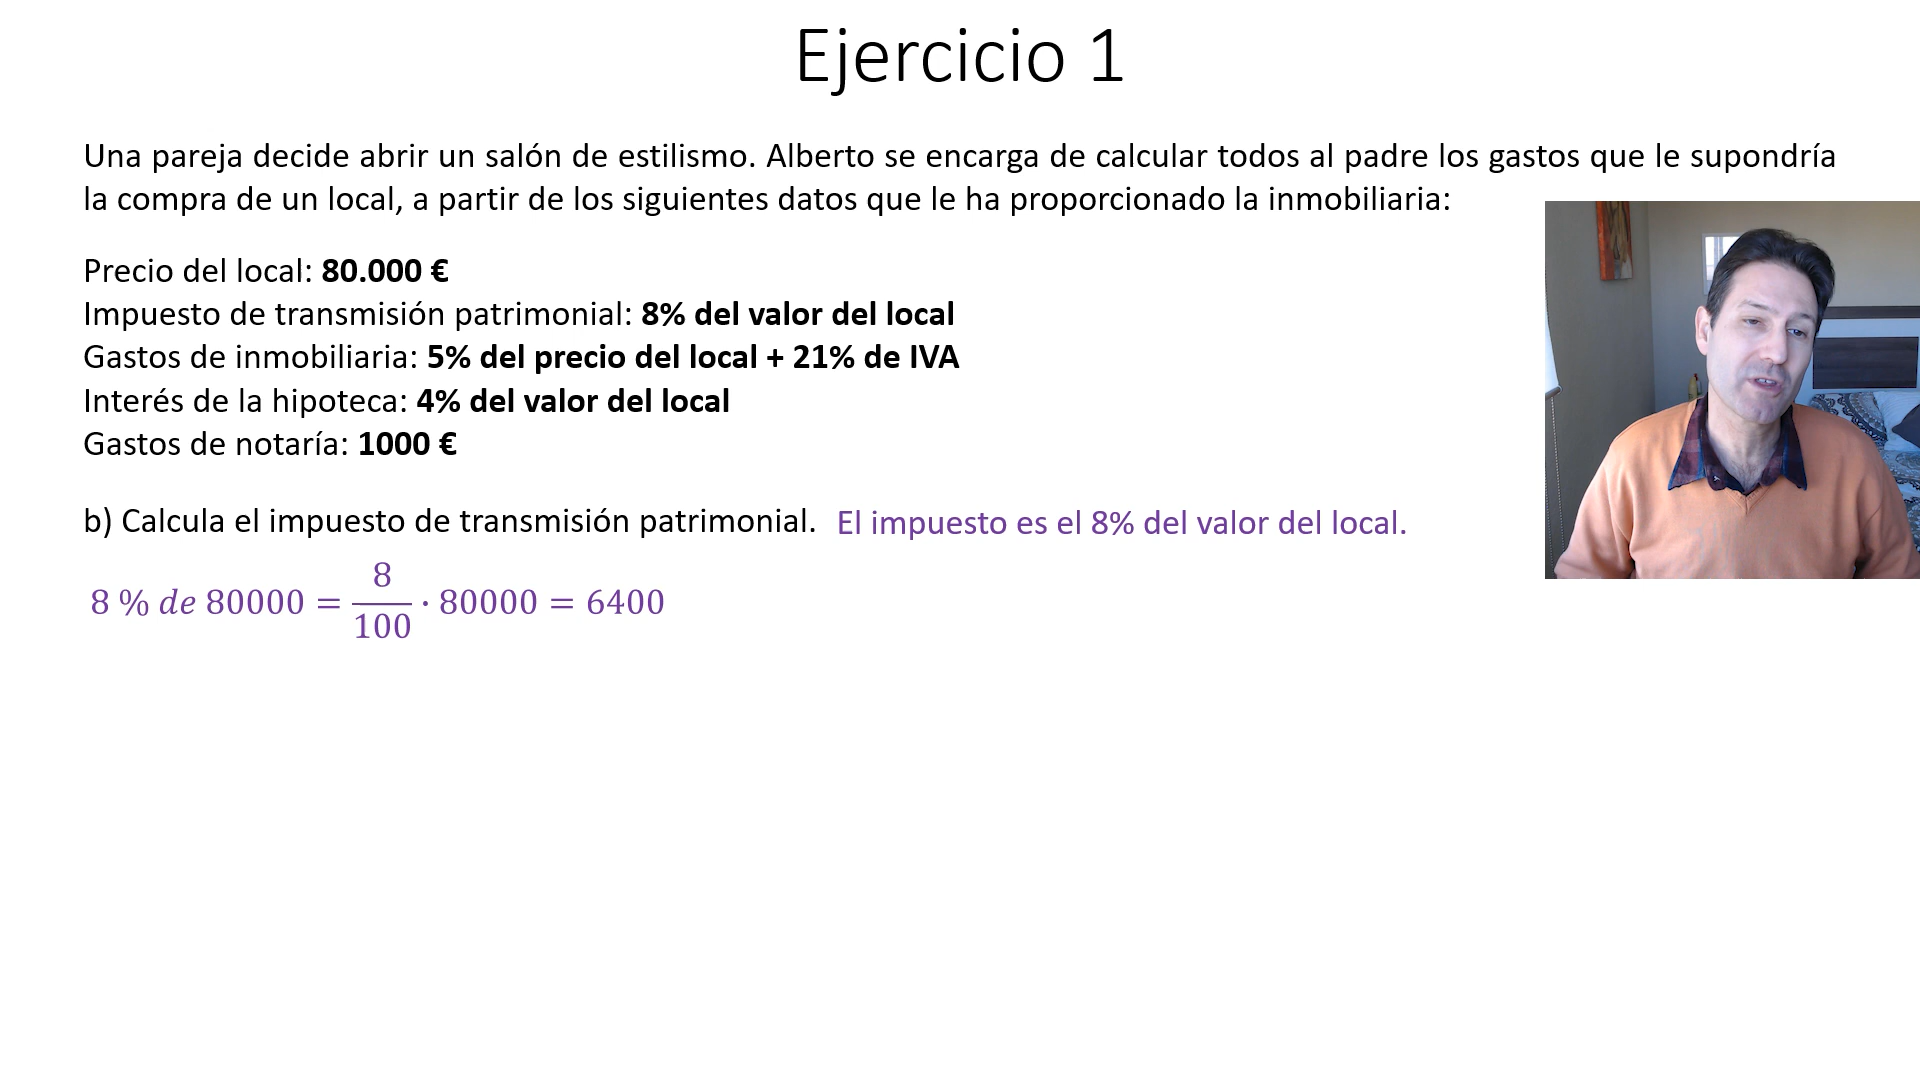 Ejercicio 1
Una pareja decide abrir un salón de estilismo. Alberto se encarga de calcular todos al padre los gastos que le supondría
la compra de un local, a partir de los siguientes datos que le ha proporcionado la inmobiliaria:
Precio del local: 80.000 €
Impuesto de transmisión patrimonial: 8% del valor del local
Gastos de inmobiliaria: 5% del precio del local + 21% de IVA
Interés de la hipoteca: 4% del valor del local
Gastos de notaría: 1000 €
b) Calcula el impuesto de transmisión patrimonial. El impuesto es el 8% del valor del local.
8 % de 80000 = 8/100 · 80000 = 6400